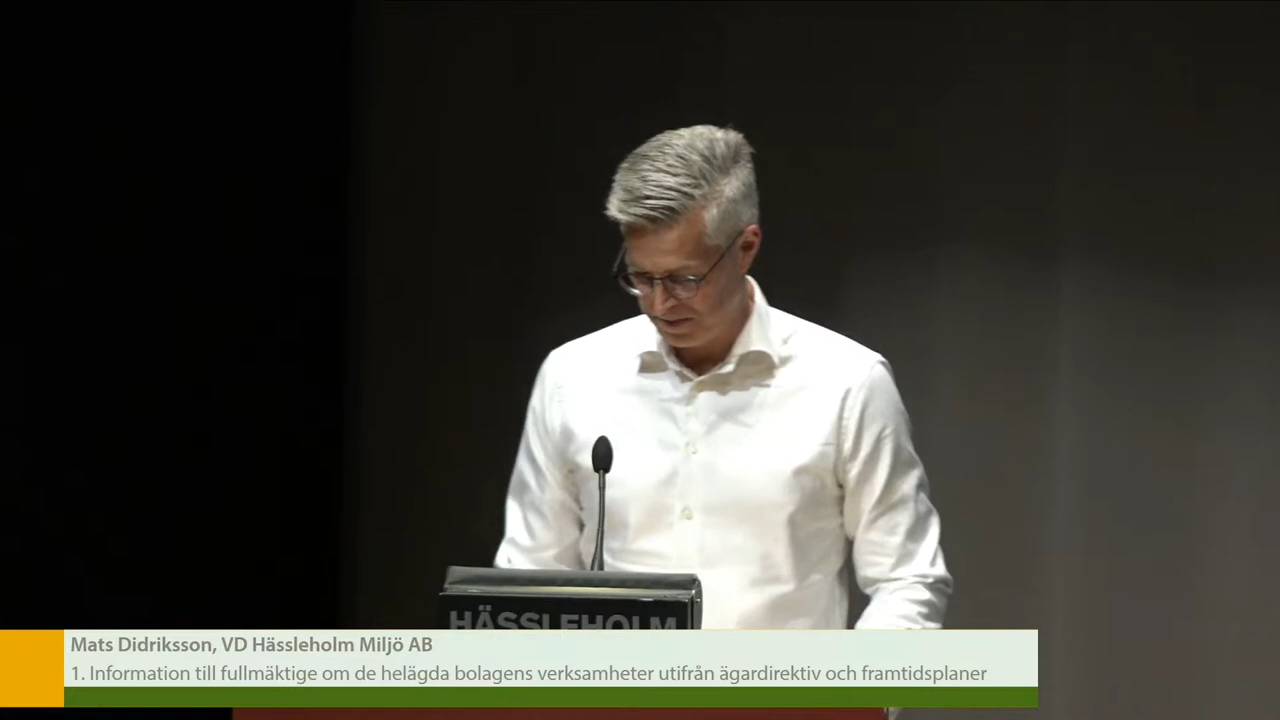 HÄSSLEHOLM
Mats Didriksson, VD Hässleholm Miljö AB
1. Information till fullmäktige om de helägda bolagens verksamheter utifrån ägardirektiv och framtidsplaner